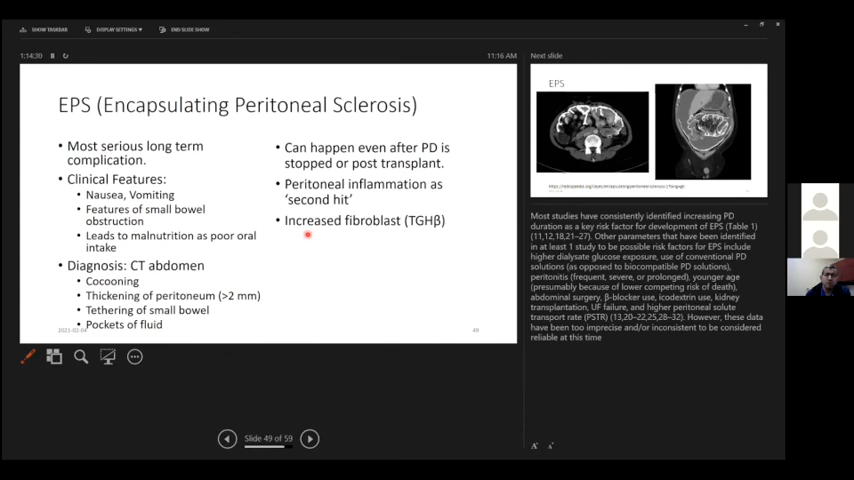 SHOW TASKBAR
DISPLAY SETTINGS ▾
END SLIDE SHOW
1:14:30
11:16 AM
EPS (Encapsulating Peritoneal Sclerosis)
• Most serious long term
complication.
• Clinical Features:
• Nausea, Vomiting
• Features of small bowel
obstruction
• Leads to malnutrition as poor oral
intake
• Diagnosis: CT abdomen
• Cocooning
• Thickening of peritoneum (>2 mm)
• Tethering of small bowel
• Pockets of fluid
• Can happen even after PD is
stopped or post transplant.
• Peritoneal inflammation as
‘second hit’
• Increased fibroblast (TGHβ)
2021-02-04
49
Slide 49 of 59
Next slide
EPS
Most studies have consistently identified increasing PD
duration as a key risk factor for development of EPS (Table 1)
(11,12,18,21–27). Other parameters that have been identified
in at least 1 study to be possible risk factors for EPS include
higher dialysate glucose exposure, use of conventional PD
solutions (as opposed to biocompatible PD solutions),
peritonitis (frequent, severe, or prolonged), younger age
(presumably because of lower competing risk of death),
abdominal surgery, β-blocker use, icodextrin use, kidney
transplantation, UF failure, and higher peritoneal solute
transport rate (PSTR) (13,20–22,25,28–32). However, these data
have been too imprecise and/or inconsistent to be considered
reliable at this time
A
A